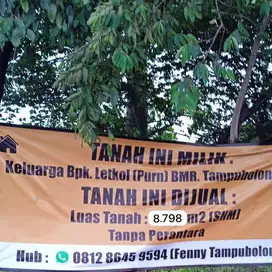 TANAH INI MILIK :
Keluarga Bpk. Letkol (Purn) BMR. Tampubolon
TANAH INI DIJUAL :
Luas Tanah : 8.798 m2 (SHM)
Tanpa Perantara
Hub : 0812 8645 9594 (Fenny Tampubolon